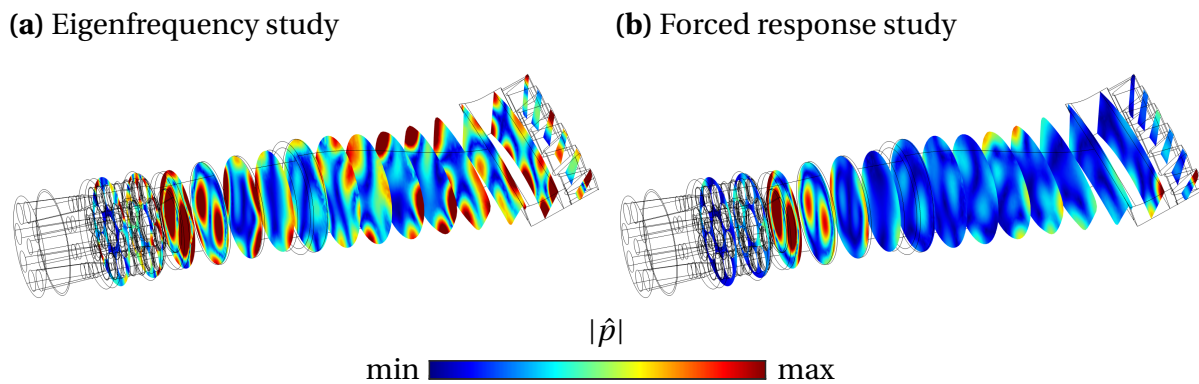 (a) Eigenfrequency study
(b) Forced response study
|p̂|
min max